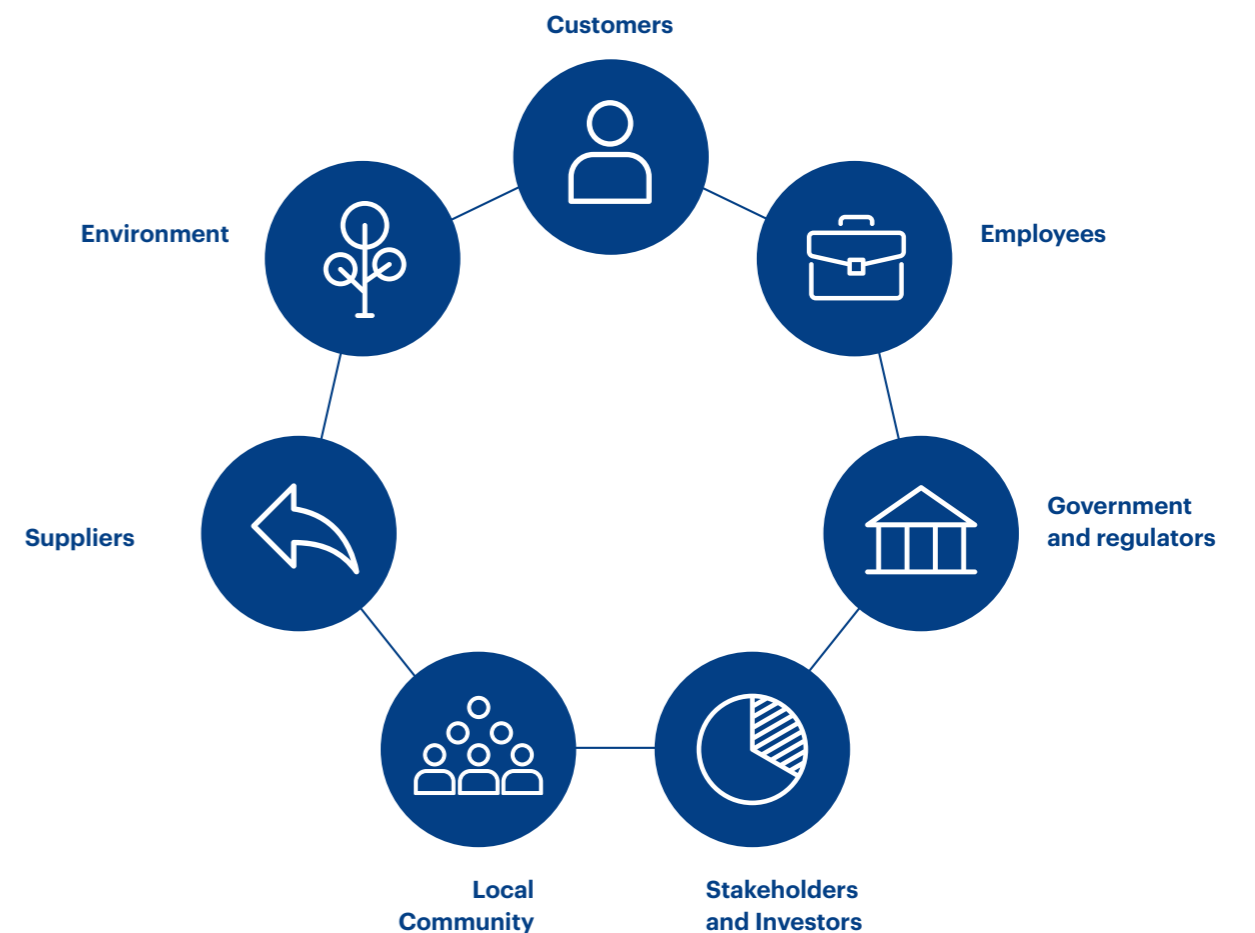 Customers
Environment
Employees
Government
and regulators
Suppliers
Local
Community
Stakeholders
and Investors